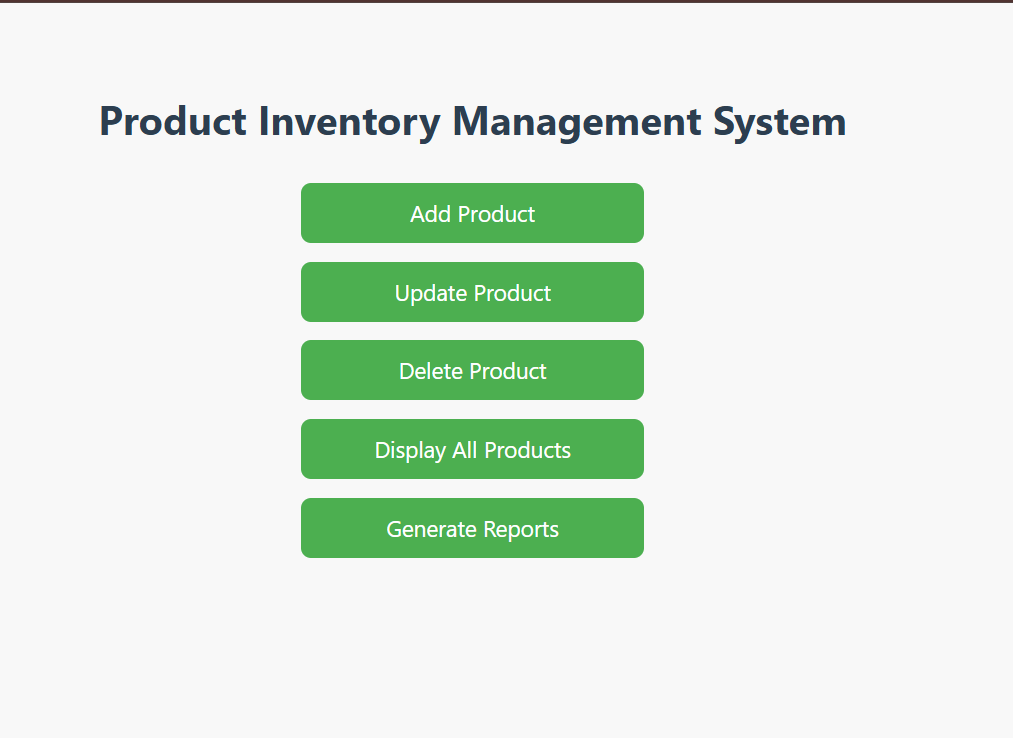 Product Inventory Management System
Add Product
Update Product
Delete Product
Display All Products
Generate Reports